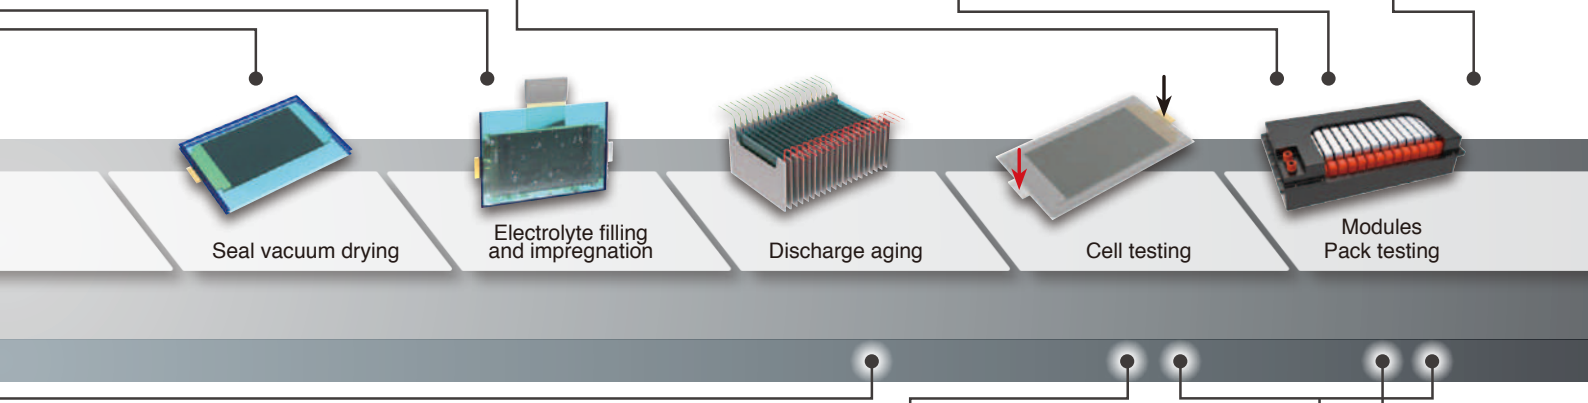 Seal vacuum drying
Electrolyte filling
and impregnation
Discharge aging
Cell testing
Modules
Pack testing